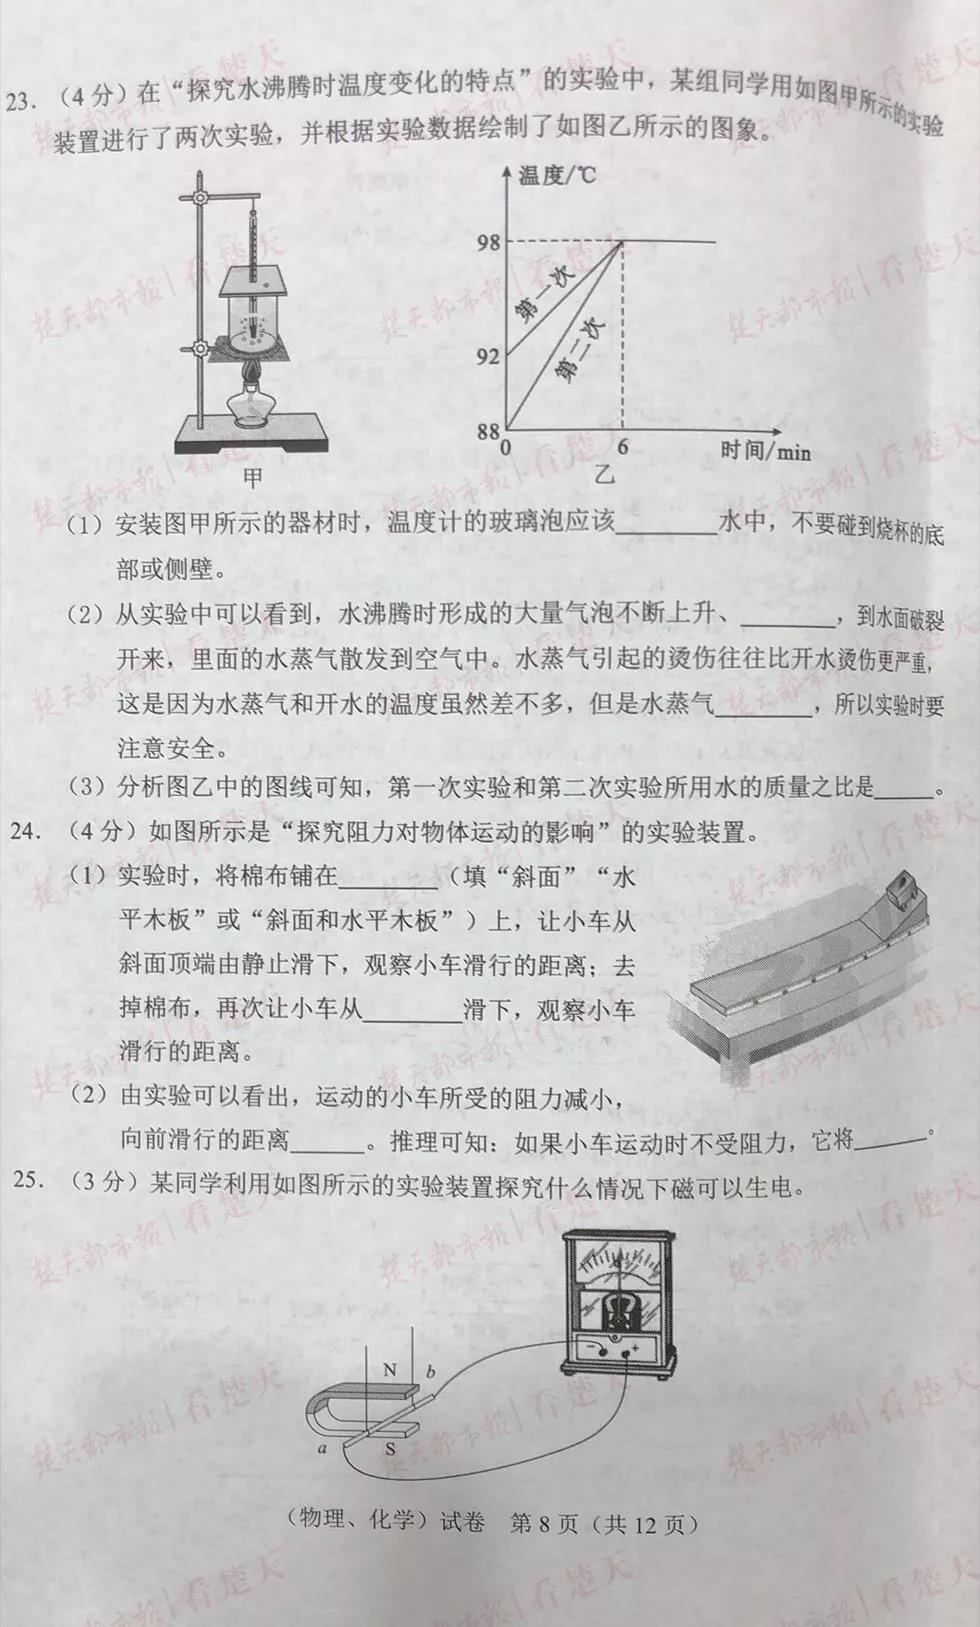 23．（4 分）在“探究水沸腾时温度变化的特点”的实验中，某组同学用如图甲所示的实验
装置进行了两次实验，并根据实验数据绘制了如图乙所示的图象。
温度/℃
98
第一次
92
第二次
88
0
6
时间/min
甲
乙
（1）安装图甲所示的器材时，温度计的玻璃泡应该________水中，不要碰到烧杯的底
部或侧壁。
（2）从实验中可以看到，水沸腾时形成的大量气泡不断上升、________，到水面破裂
开来，里面的水蒸气散发到空气中。水蒸气引起的烫伤往往比开水烫伤更严重，
这是因为水蒸气和开水的温度虽然差不多，但是水蒸气________，所以实验时要
注意安全。
（3）分析图乙中的图线可知，第一次实验和第二次实验所用水的质量之比是_____。
24．（4 分）如图所示是“探究阻力对物体运动的影响”的实验装置。
（1）实验时，将棉布铺在________（填“斜面”“水
平木板”或“斜面和水平木板”）上，让小车从
斜面顶端由静止滑下，观察小车滑行的距离；去
掉棉布，再次让小车从________滑下，观察小车
滑行的距离。
（2）由实验可以看出，运动的小车所受的阻力减小，
向前滑行的距离______。推理可知：如果小车运动时不受阻力，它将______。
25．（3 分）某同学利用如图所示的实验装置探究什么情况下磁可以生电。
N
b
a
S
－
+
（物理、化学）试卷 第 8 页（共 12 页）
楚天都市报|看楚天